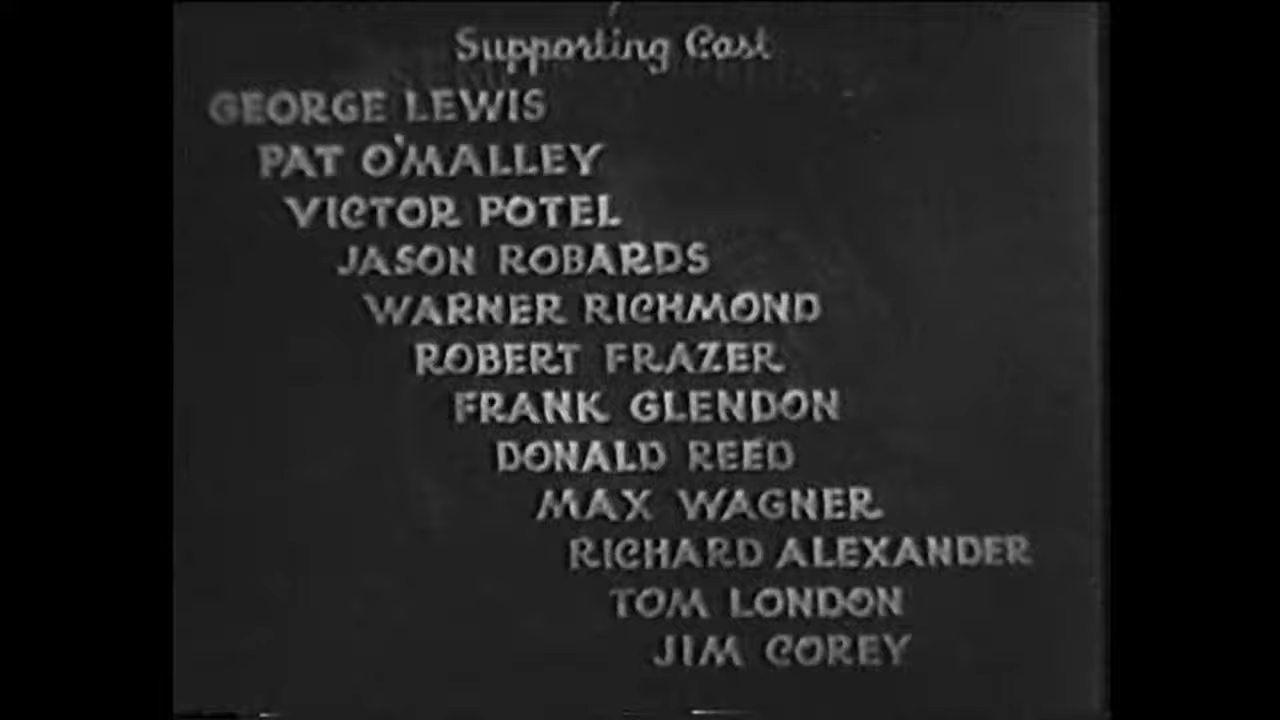 Supporting Cast
GEORGE LEWIS
PAT O'MALLEY
VICTOR POTEL
JASON ROBARDS
WARNER RICHMOND
ROBERT FRAZER
FRANK GLENDON
DONALD REED
MAX WAGNER
RICHARD ALEXANDER
TOM LONDON
JIM COREY